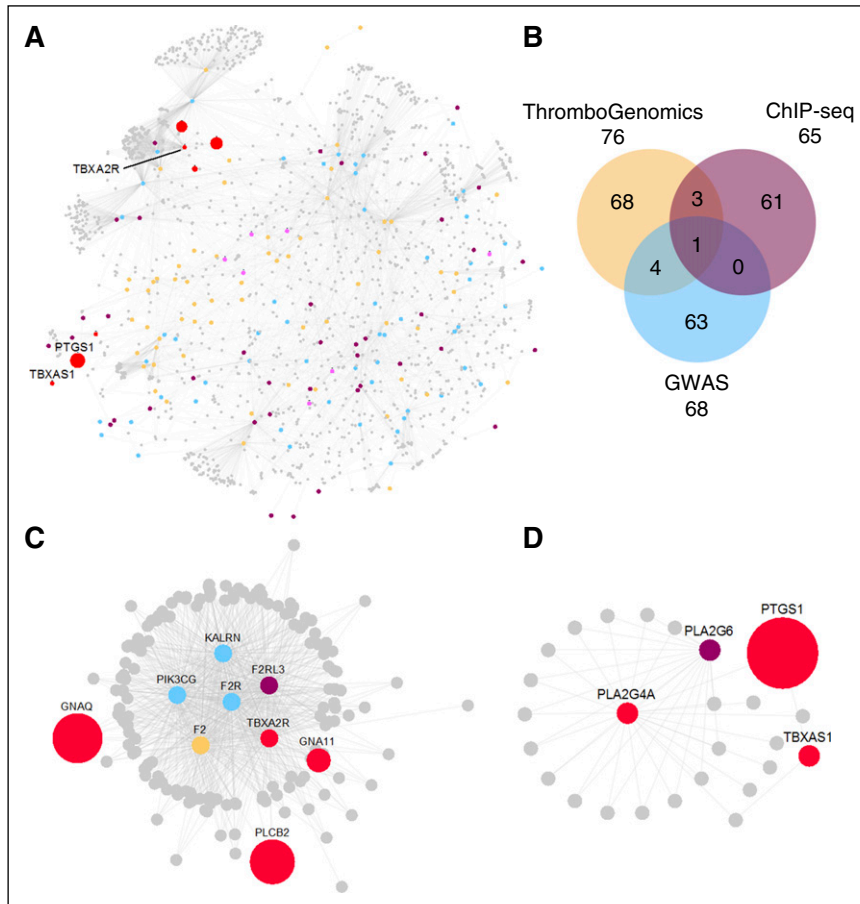 A
TBXA2R
PTGS1
TBXAS1
B
ThromboGenomics
76
ChIP-seq
65
68
3
61
1
4
0
63
GWAS
68
C
KALRN
PIK3CG
F2R
F2RL3
GNAQ
F2
TBXA2R
GNA11
PLCB2
D
PTGS1
PLA2G6
PLA2G4A
TBXAS1